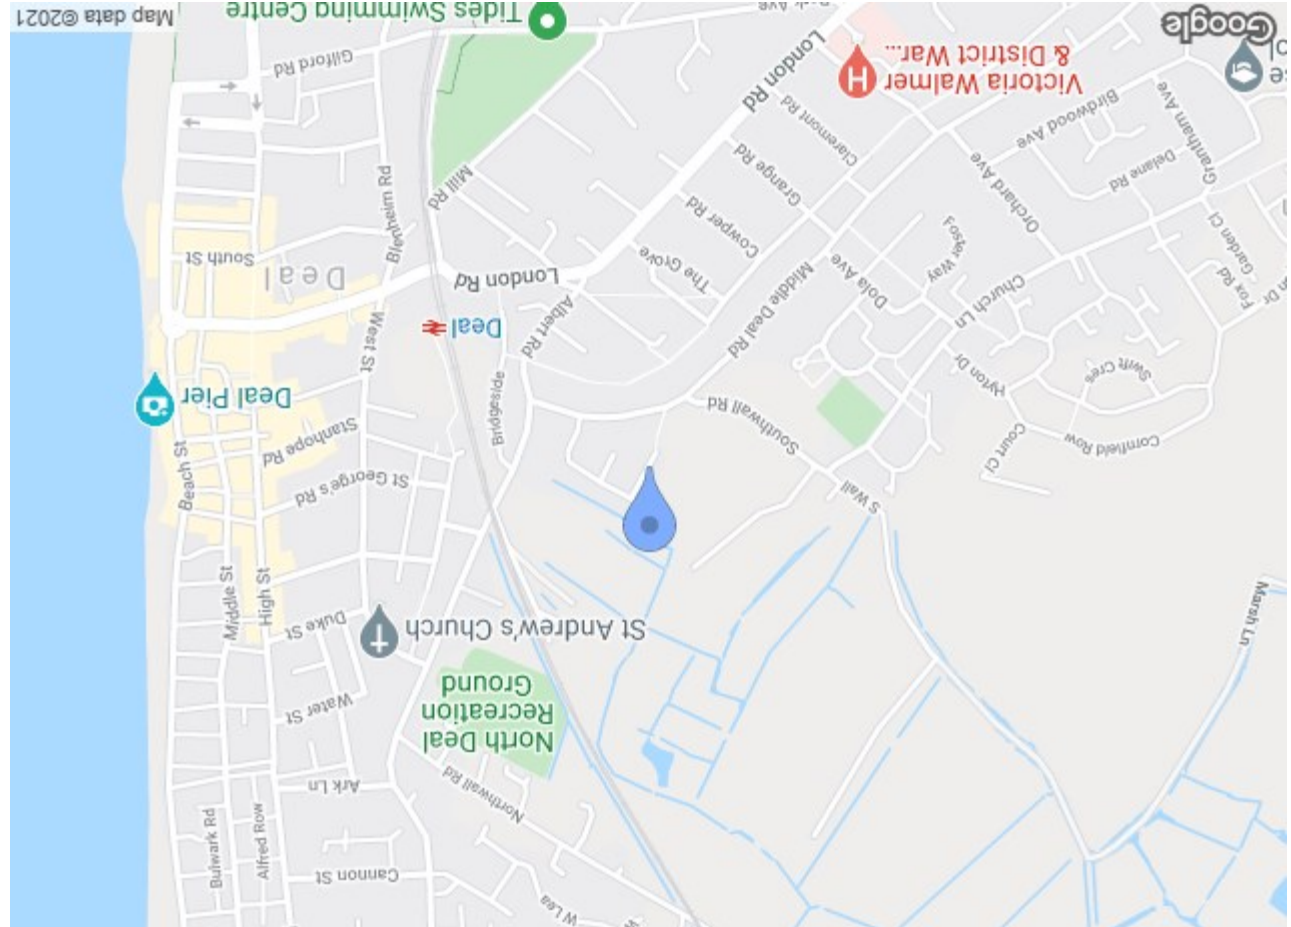 W Lea
Cannon St
Alfred Row
Bulwark Rd
Northwall Rd
Ark Ln
North Deal
Recreation
Ground
Water St
Marsh Ln
St Andrew's Church
Duke St
Middle St
High St
S Wall
St George's Rd
Beach St
Court Cl
Cornfield Row
Southwall Rd
Stanhope Rd
Bridgeside
Deal Pier
Swift Cres
Hyton Dr
Middle Deal Rd
Albert Rd
Deal
West St
Church Ln
Dola Ave
The Grove
London Rd
Deal
South St
Fox Rd
Garden Cl
Forester Way
Cowper Rd
Blenheim Rd
Orchard Ave
Grange Rd
Mill Rd
Grantham Ave
Delane Rd
Birdwood Ave
Claremont Rd
Victoria Walmer
& District War...
London Rd
Gilford Rd
Google
Tides Swimming Centre
Map data ©2021